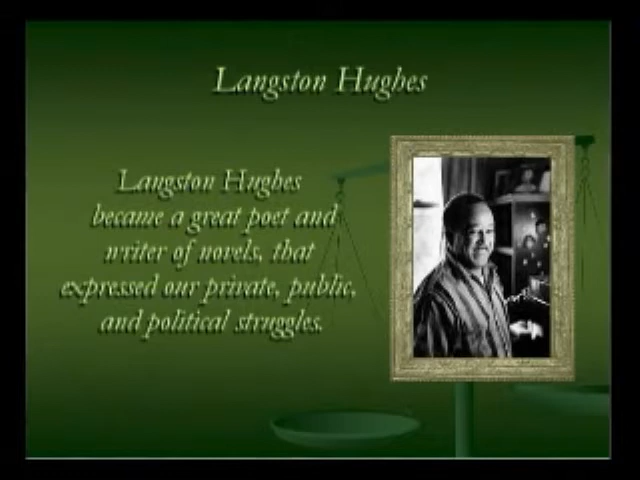 Langston Hughes
Langston Hughes
became a great poet and
writer of novels, that
expressed our private, public,
and political struggles.